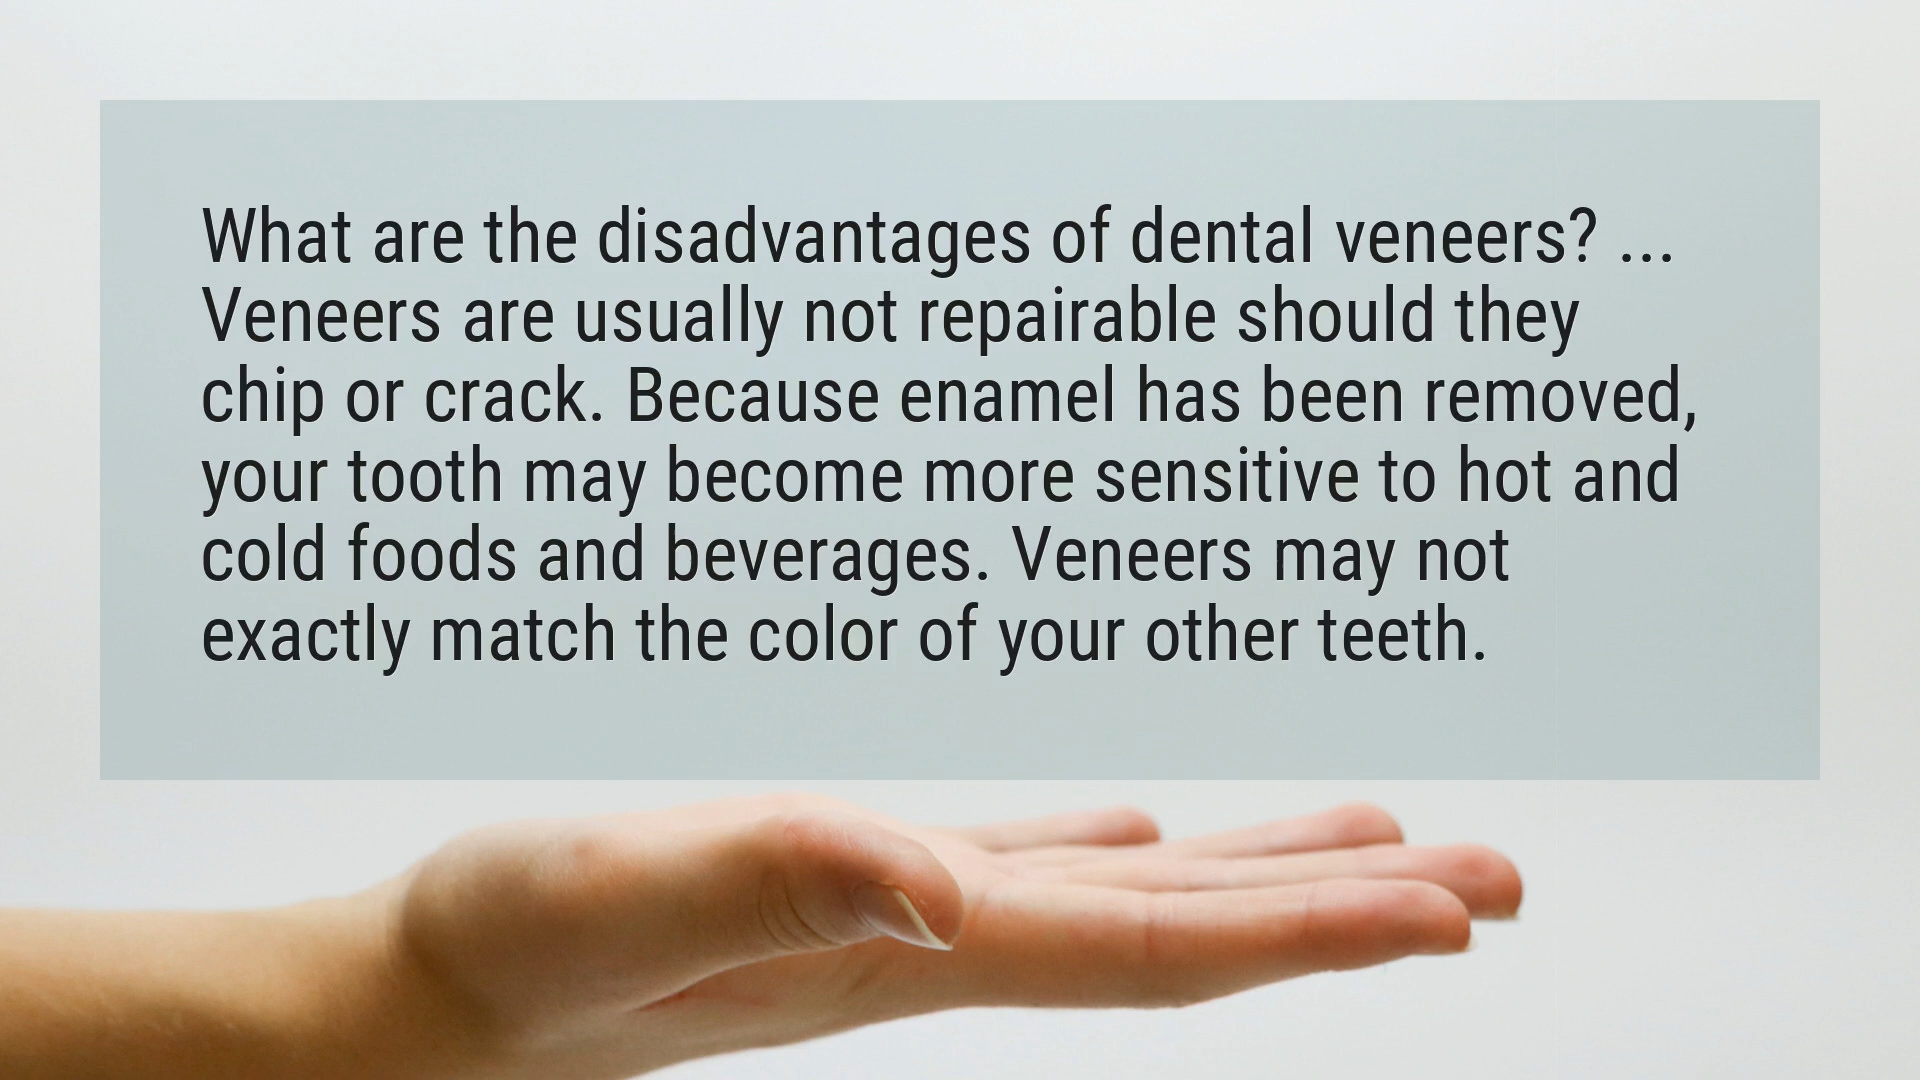 What are the disadvantages of dental veneers? ...
Veneers are usually not repairable should they
chip or crack. Because enamel has been removed,
your tooth may become more sensitive to hot and
cold foods and beverages. Veneers may not
exactly match the color of your other teeth.